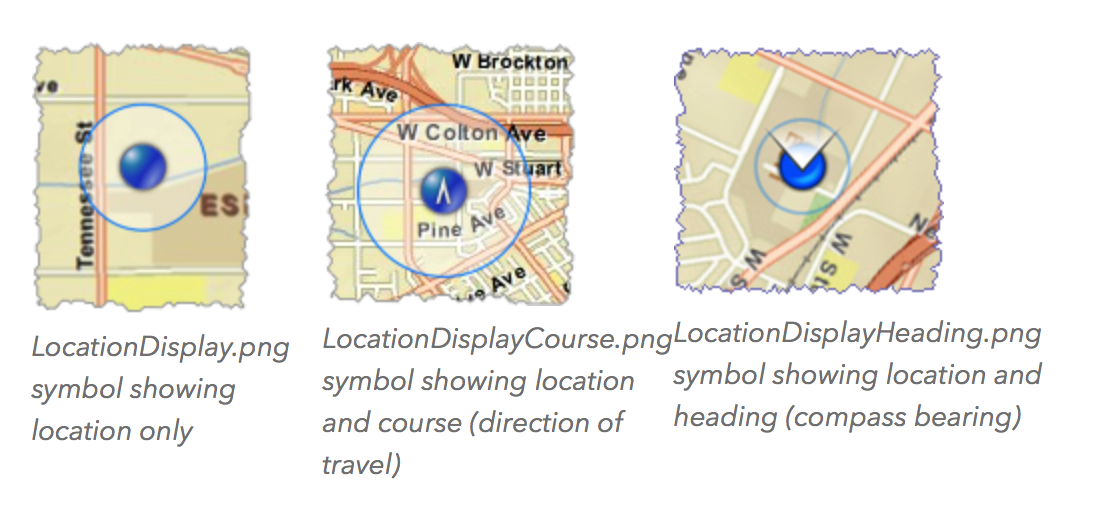 ve
Tennessee St
ES
W Brockton
rk Ave
W Colton Ave
W Stuart
Pine Ave
Ave
W S
W St
Ne
LocationDisplay.png
symbol showing
location only
LocationDisplayCourse.png
symbol showing location
and course (direction of
travel)
LocationDisplayHeading.png
symbol showing location and
heading (compass bearing)